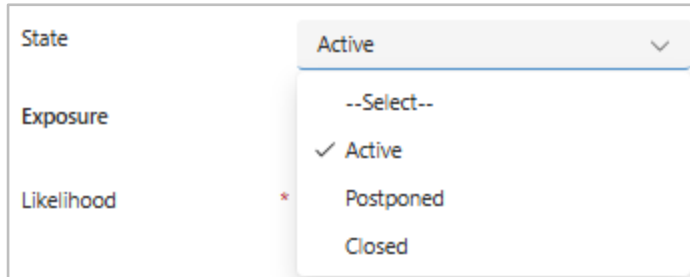 State
Active
--Select--
Exposure
Active
Likelihood *
Postponed
Closed